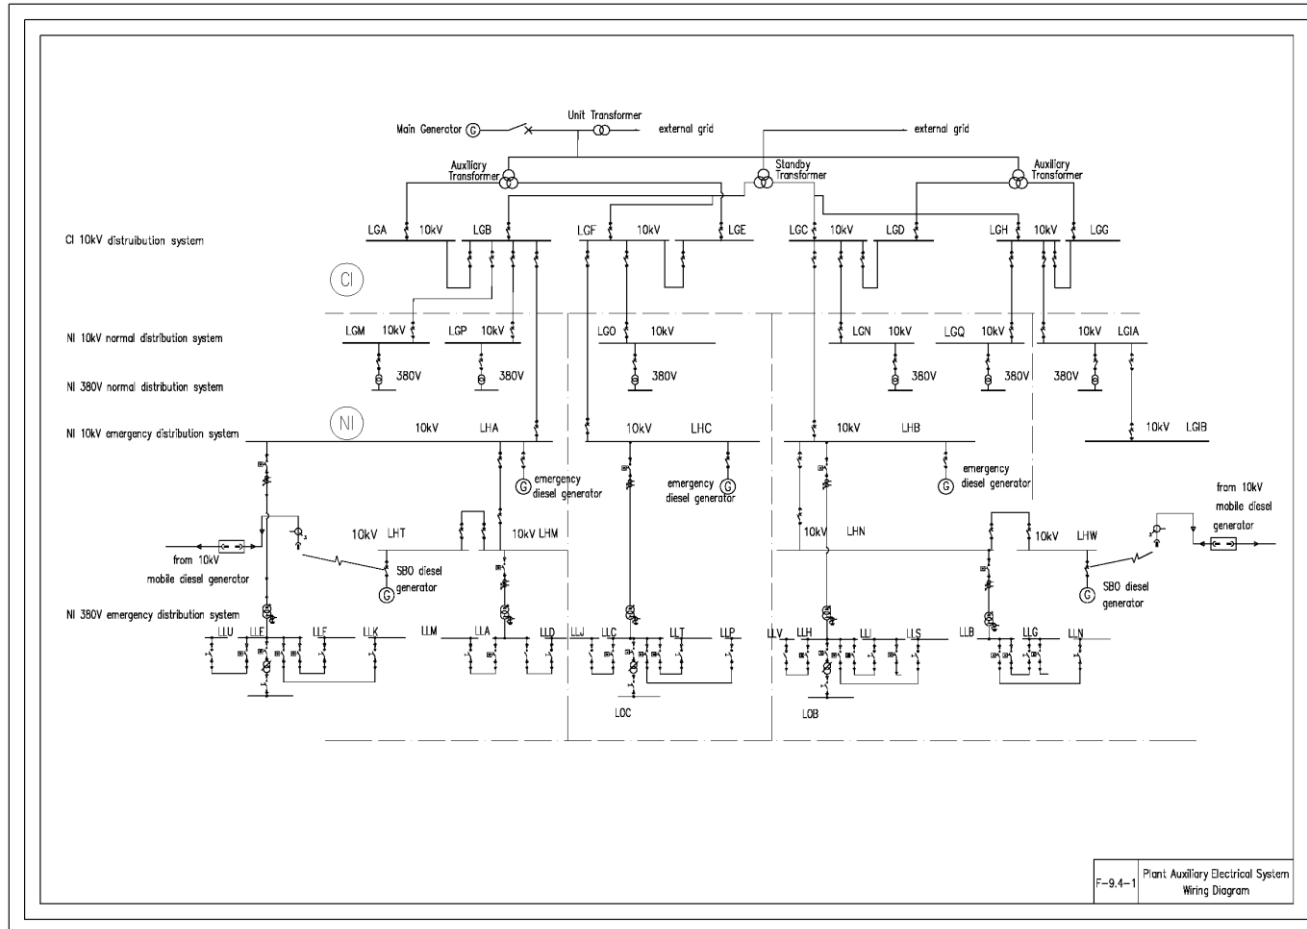 Unit Transformer
Main Generator G external grid external grid
Auxiliary Transformer
Standby Transformer
Auxiliary Transformer
CI 10kV distruibution system
LGA 10kV LGB LGF 10kV LGE LGC 10kV LGD LGH 10kV LGG
CI
NI 10kV normal distribution system
LGM 10kV LGP 10kV LGO 10kV LGN 10kV LGQ 10kV LGIA
NI 380V normal distribution system
380V 380V 380V 380V 380V
NI
NI 10kV emergency distribution system
10kV LHA 10kV LHC 10kV LHB 10kV LGIB
G emergency diesel generator
emergency diesel generator G
G emergency diesel generator
from 10kV
mobile diesel
generator
10kV LHT 10kV LHM 10kV LHN 10kV LHW
from 10kV
mobile diesel generator
SBO diesel
generator
G
SBO diesel
generator
G
NI 380V emergency distribution system
LLU LLE LLF LLK LLM LLA LLD LLJ LLC LLT LLP LLV LLH LLI LLS LLB LLG LLN
LOC LOB
F-9.4-1
Plant Auxiliary Electrical System
Wiring Diagram